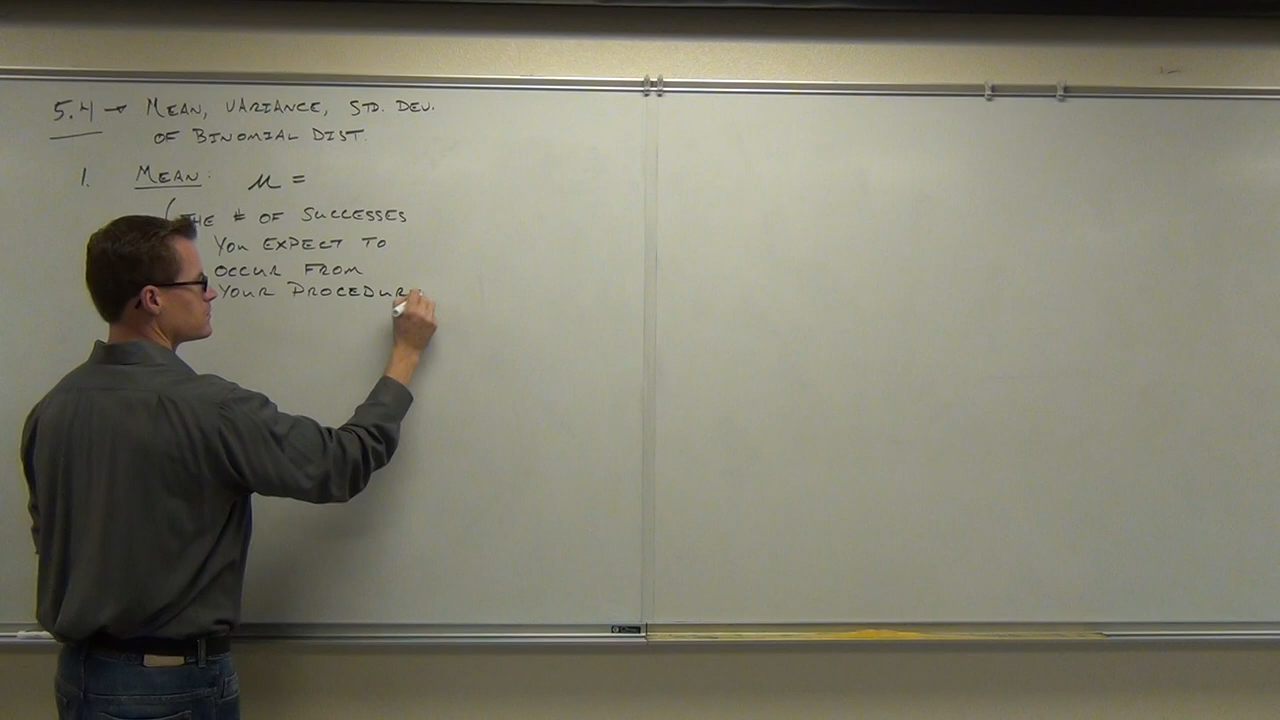 5.4 → MEAN, VARIANCE, STD. DEV.
OF BINOMIAL DIST.
1. MEAN: μ =
(THE # OF SUCCESSES
YOU EXPECT TO
OCCUR FROM
YOUR PROCEDUR